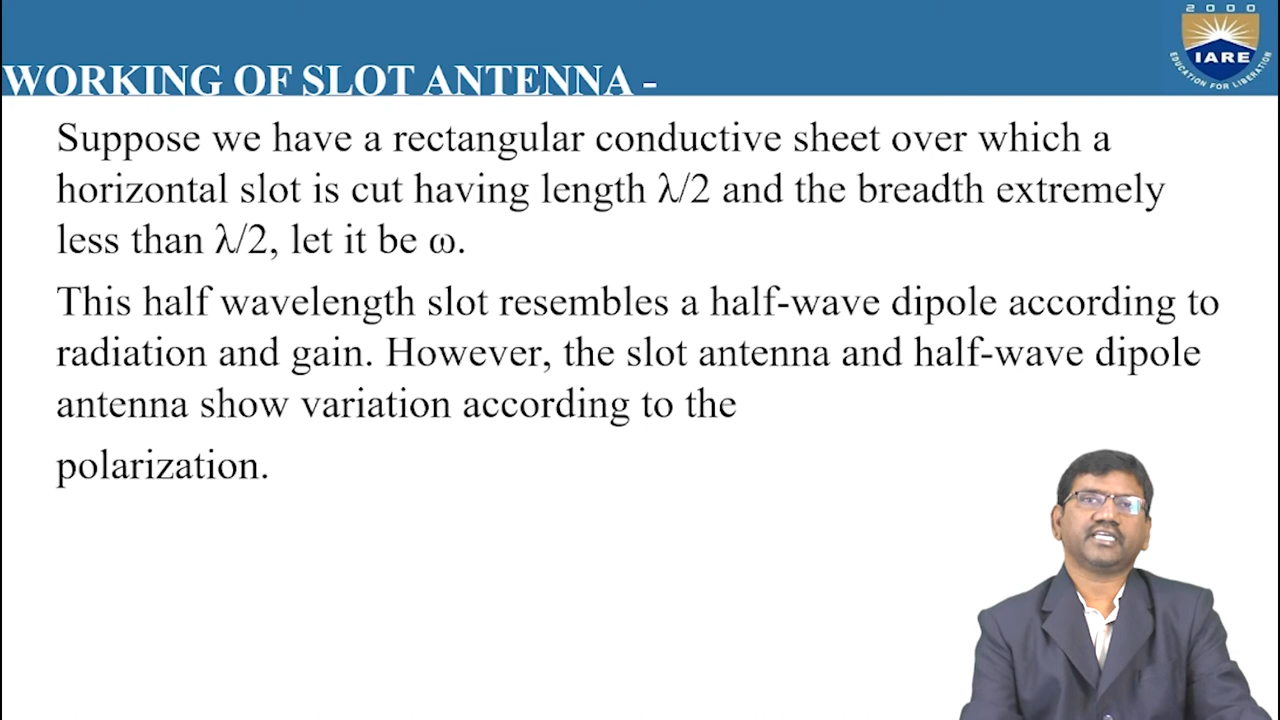 2000
IARE
EDUCATION FOR LIBERATION
WORKING OF SLOT ANTENNA -
Suppose we have a rectangular conductive sheet over which a
horizontal slot is cut having length λ/2 and the breadth extremely
less than λ/2, let it be ω.
This half wavelength slot resembles a half-wave dipole according to
radiation and gain. However, the slot antenna and half-wave dipole
antenna show variation according to the
polarization.